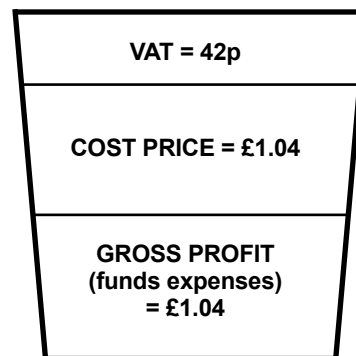 VAT = 42p
COST PRICE = £1.04
GROSS PROFIT
(funds expenses)
= £1.04